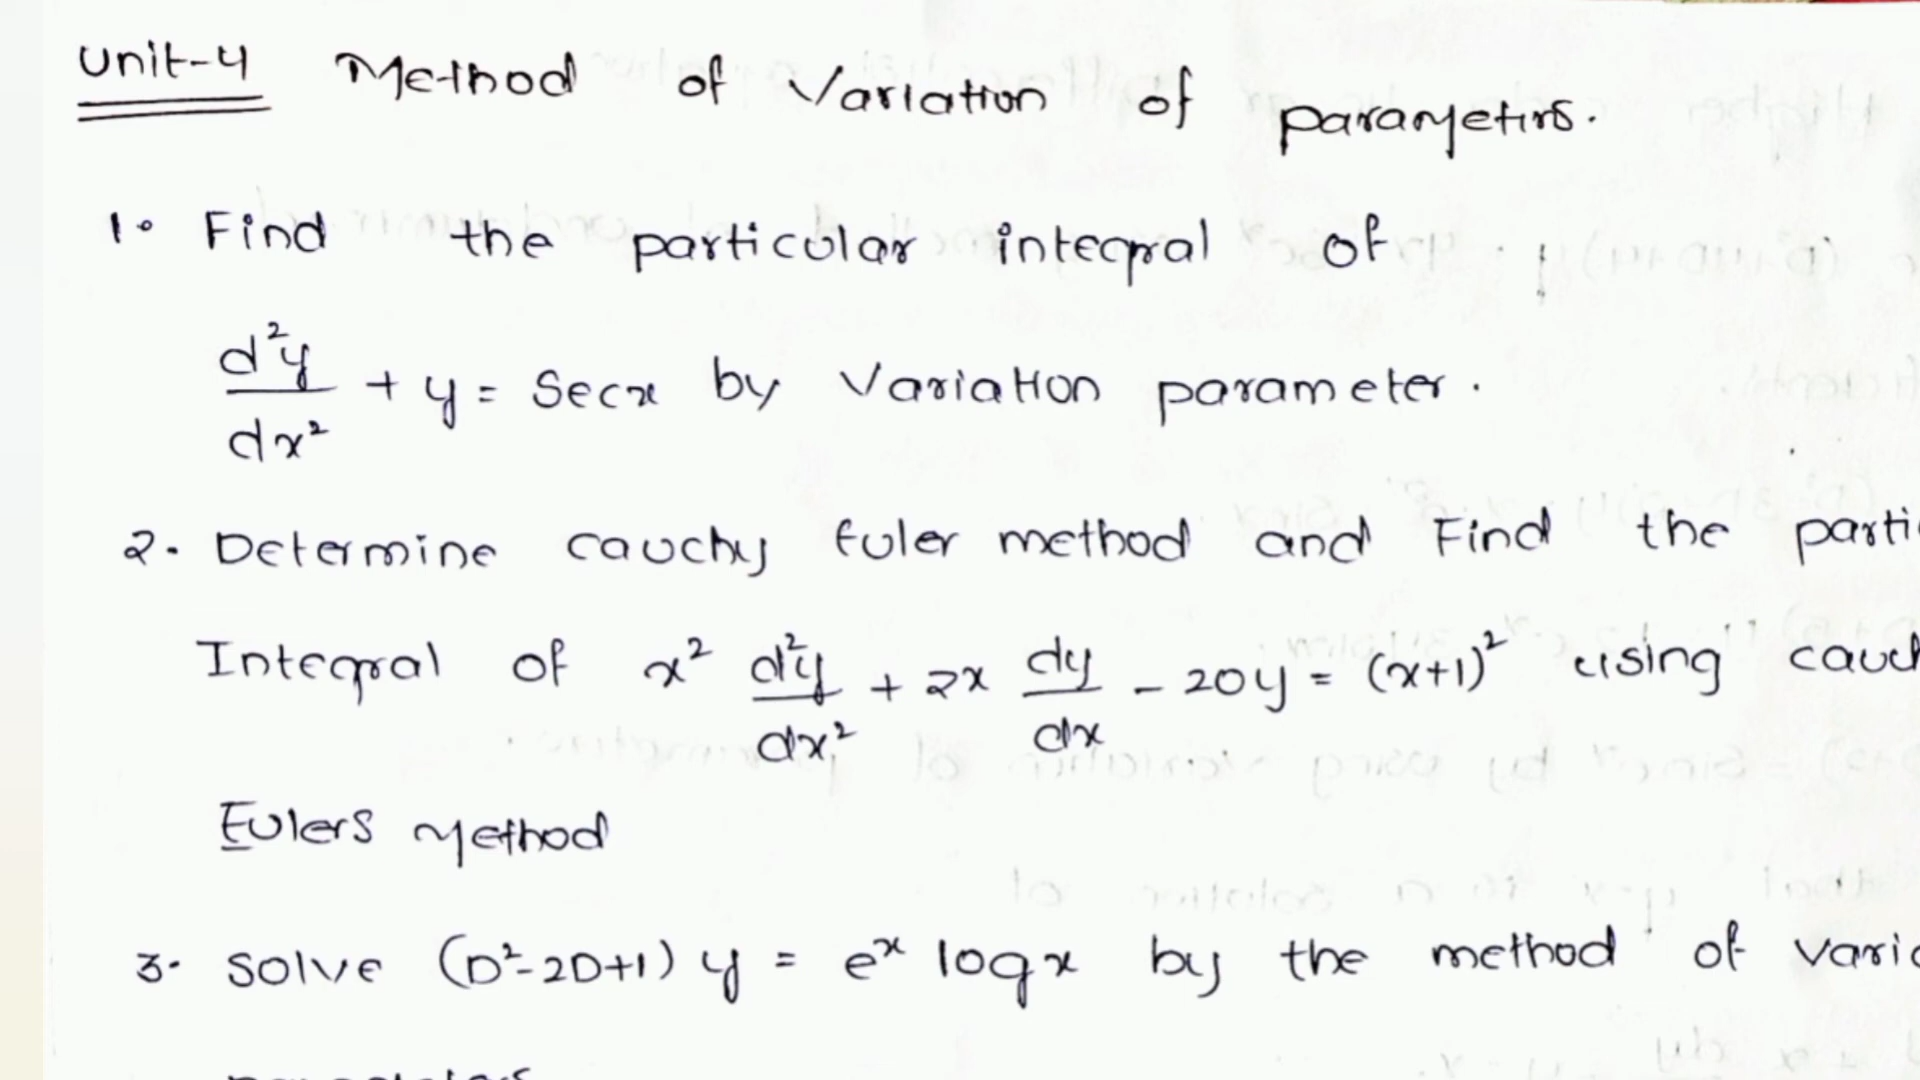 Unit-4 Method of Variation of parameters.
1. Find the particular integral of
d²y/dx² + y = Secx by Variation parameter.
2. Determine cauchy Euler method and Find the parti
Integral of x² d²y/dx² + 2x dy/dx - 20y = (x+1)² using cauch
Eulers Method
3. Solve (D²-2D+1) y = eˣ logx by the method of varia